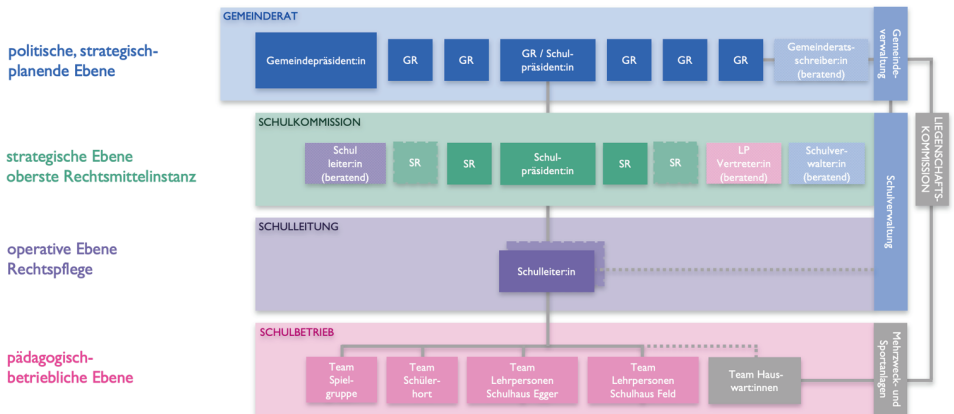 GEMEINDERAT
politische, strategisch-
planende Ebene
Gemeindepräsident:in
GR
GR
GR / Schul-
präsident:in
GR
GR
GR
Gemeinderats-
schreiber:in
(beratend)
Gemeinde-
verwaltung
SCHULKOMMISSION
strategische Ebene
oberste Rechtsmittelinstanz
Schul
leiter:in
(beratend)
SR
SR
Schul-
präsident:in
SR
SR
LP
Vertreter:in
(beratend)
Schulver-
walter:in
(beratend)
Schulverwaltung
LIEGENSCHAFTS-
KOMMISSION
SCHULLEITUNG
operative Ebene
Rechtspflege
Schulleiter:in
SCHULBETRIEB
pädagogisch-
betriebliche Ebene
Team
Spiel-
gruppe
Team
Schüler-
hort
Team
Lehrpersonen
Schulhaus Egger
Team
Lehrpersonen
Schulhaus Feld
Team Haus-
wart:innen
Mehrzweck- und
Sportanlagen